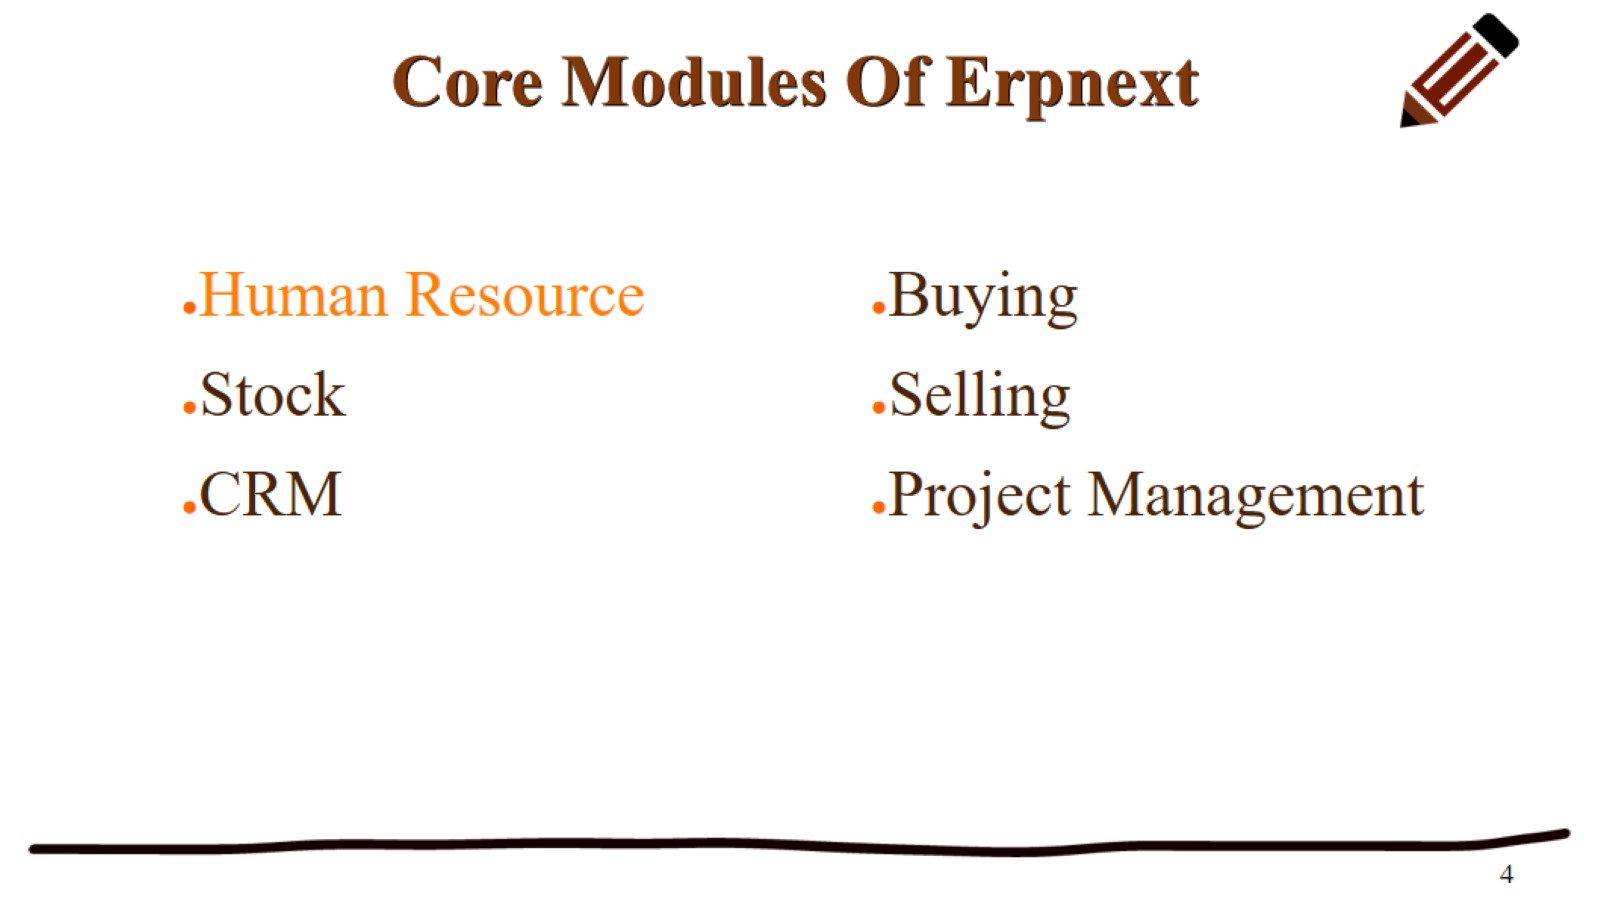 Core Modules Of Erpnext
•Human Resource
•Stock
•CRM
•Buying
•Selling
•Project Management
4